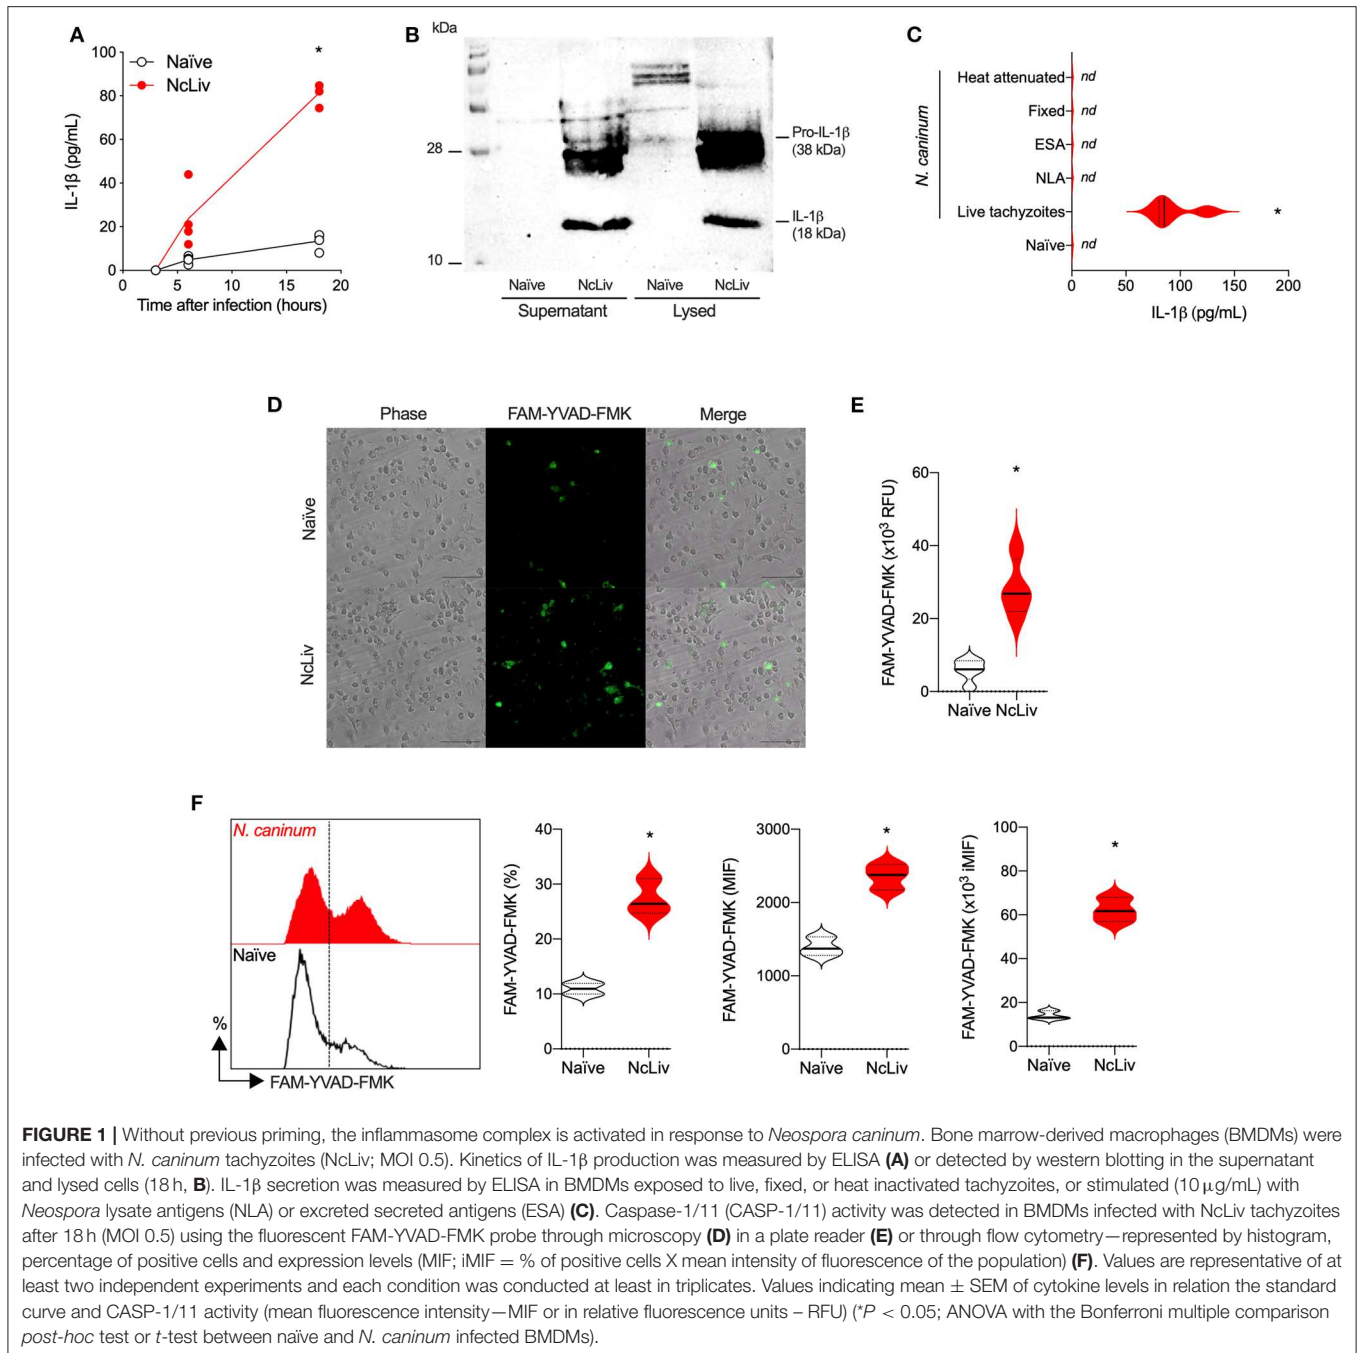 A
100
80
60
40
20
0
IL-1β (pg/mL)
Naïve
NcLiv
*
0
5
10
15
20
Time after infection (hours)
B
kDa
28
10
Pro-IL-1β
(38 kDa)
IL-1β
(18 kDa)
Naïve NcLiv Naïve NcLiv
Supernatant Lysed
C
N. caninum
Heat attenuated nd
Fixed nd
ESA nd
NLA nd
Live tachyzoites *
Naïve nd
0 50 100 150 200
IL-1β (pg/mL)
D
Phase FAM-YVAD-FMK Merge
Naïve
NcLiv
E
FAM-YVAD-FMK (x10³ RFU)
60
40
20
0
*
Naïve NcLiv
F
N. caninum
Naïve
%
FAM-YVAD-FMK
FAM-YVAD-FMK (%)
40
30
20
10
0
*
Naïve NcLiv
FAM-YVAD-FMK (MIF)
3000
2000
1000
0
*
Naïve NcLiv
FAM-YVAD-FMK (x10³ iMIF)
100
80
60
40
20
0
*
Naïve NcLiv
FIGURE 1 | Without previous priming, the inflammasome complex is activated in response to Neospora caninum. Bone marrow-derived macrophages (BMDMs) were
infected with N. caninum tachyzoites (NcLiv; MOI 0.5). Kinetics of IL-1β production was measured by ELISA (A) or detected by western blotting in the supernatant
and lysed cells (18 h, B). IL-1β secretion was measured by ELISA in BMDMs exposed to live, fixed, or heat inactivated tachyzoites, or stimulated (10 μg/mL) with
Neospora lysate antigens (NLA) or excreted secreted antigens (ESA) (C). Caspase-1/11 (CASP-1/11) activity was detected in BMDMs infected with NcLiv tachyzoites
after 18 h (MOI 0.5) using the fluorescent FAM-YVAD-FMK probe through microscopy (D) in a plate reader (E) or through flow cytometry—represented by histogram,
percentage of positive cells and expression levels (MIF; iMIF = % of positive cells X mean intensity of fluorescence of the population) (F). Values are representative of at
least two independent experiments and each condition was conducted at least in triplicates. Values indicating mean ± SEM of cytokine levels in relation the standard
curve and CASP-1/11 activity (mean fluorescence intensity—MIF or in relative fluorescence units – RFU) (*P < 0.05; ANOVA with the Bonferroni multiple comparison
post-hoc test or t-test between naïve and N. caninum infected BMDMs).